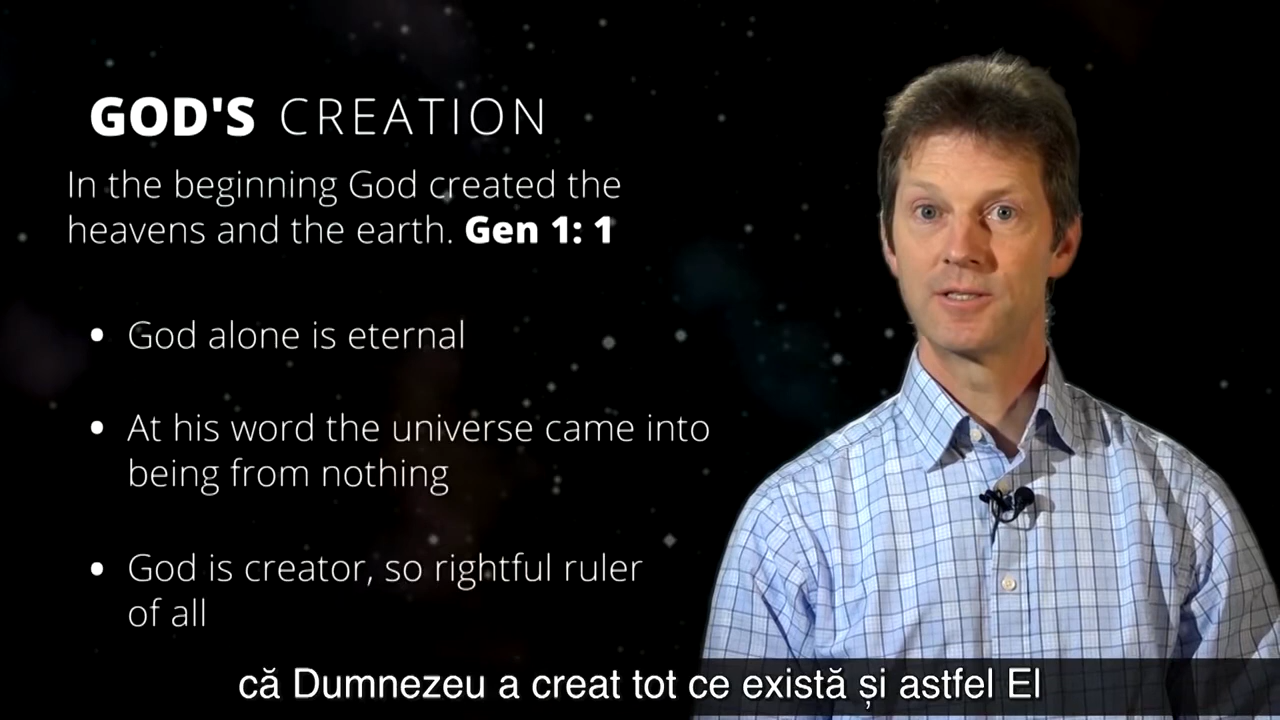 GOD'S CREATION
In the beginning God created the
heavens and the earth. Gen 1: 1
• God alone is eternal
• At his word the universe came into
being from nothing
• God is creator, so rightful ruler
of all
că Dumnezeu a creat tot ce există și astfel El